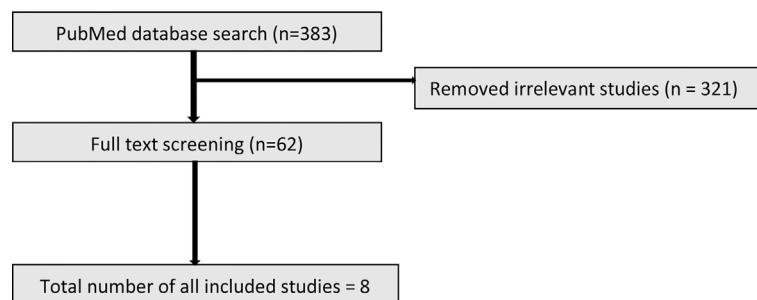 PubMed database search (n=383)
Removed irrelevant studies (n = 321)
Full text screening (n=62)
Total number of all included studies = 8